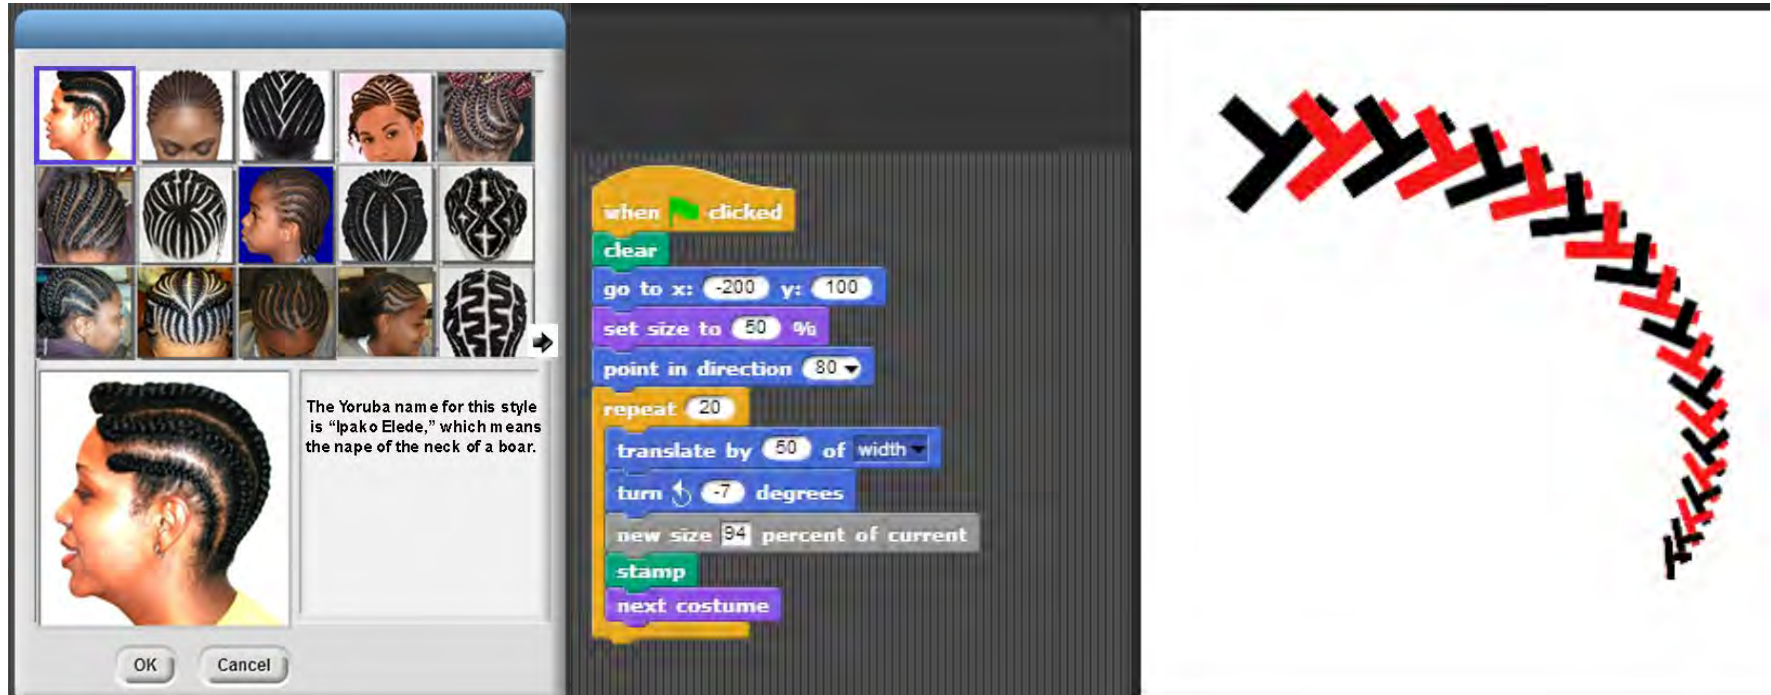 The Yoruba name for this style
is “Ipako Elede,” which means
the nape of the neck of a boar.
OK
Cancel
when clicked
clear
go to x: -200 y: 100
set size to 50 %
point in direction 80
repeat 20
translate by 50 of width
turn -7 degrees
new size 94 percent of current
stamp
next costume